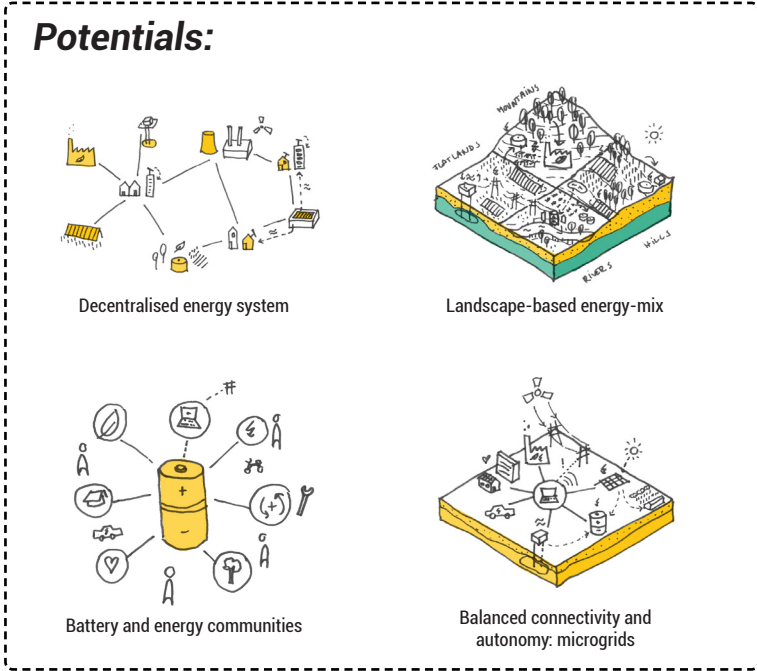 Potentials:
MOUNTAINS
FLATLANDS
HILLS
RIVERS
Decentralised energy system
Landscape-based energy-mix
+
-
Battery and energy communities
Balanced connectivity and
autonomy: microgrids